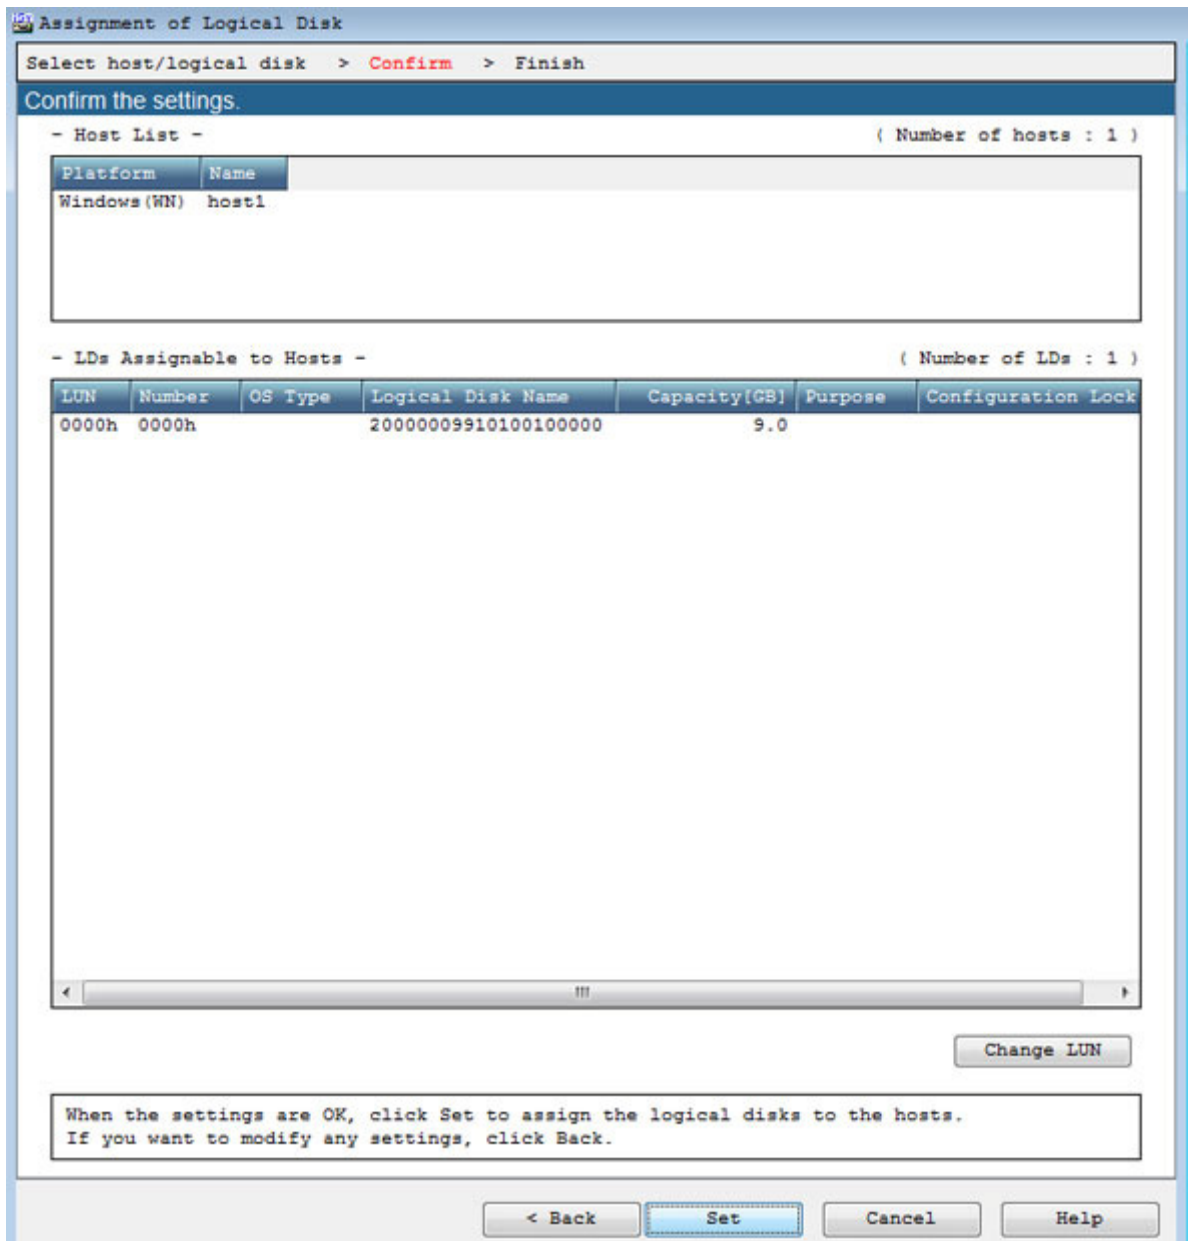 Assignment of Logical Disk
Select host/logical disk > Confirm > Finish
Confirm the settings.
- Host List - ( Number of hosts : 1 )
Platform Name
Windows(WN) host1
- LDs Assignable to Hosts - ( Number of LDs : 1 )
LUN Number OS Type Logical Disk Name Capacity[GB] Purpose Configuration Lock
0000h 0000h 20000009910100100000 9.0
Change LUN
When the settings are OK, click Set to assign the logical disks to the hosts.
If you want to modify any settings, click Back.
< Back Set Cancel Help